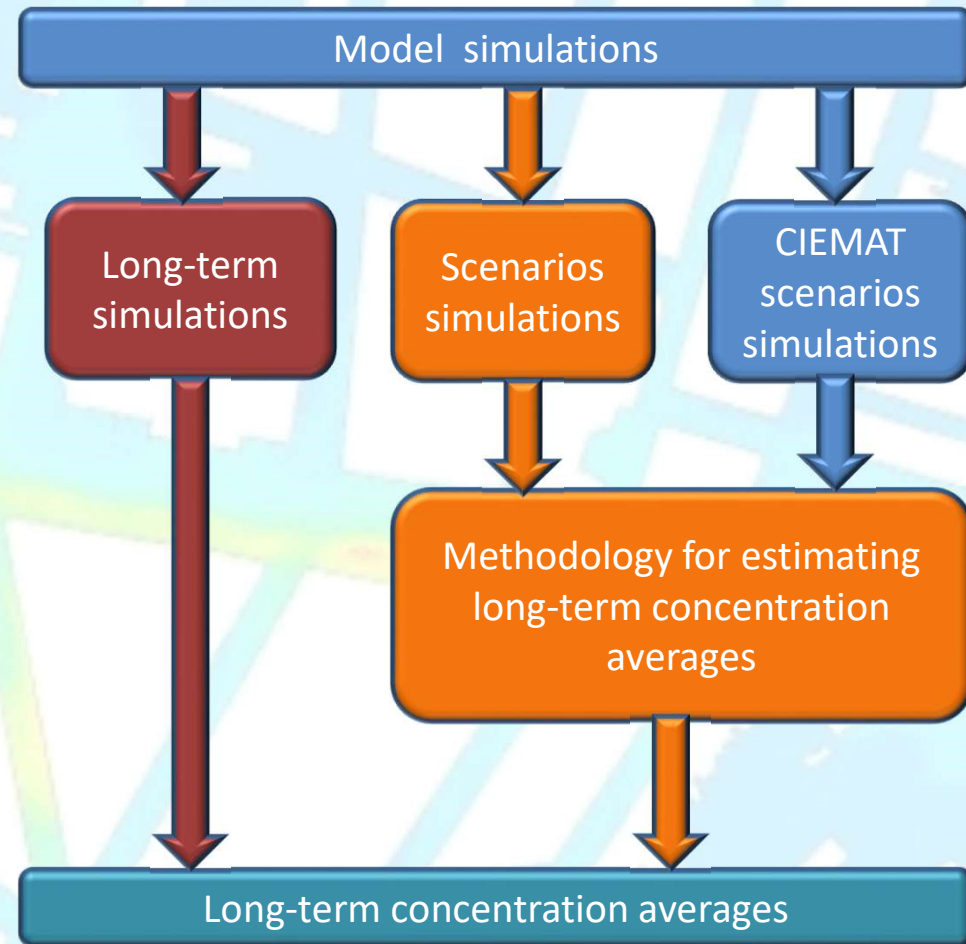 Model simulations
Long-term
simulations
Scenarios
simulations
CIEMAT
scenarios
simulations
Methodology for estimating
long-term concentration
averages
Long-term concentration averages